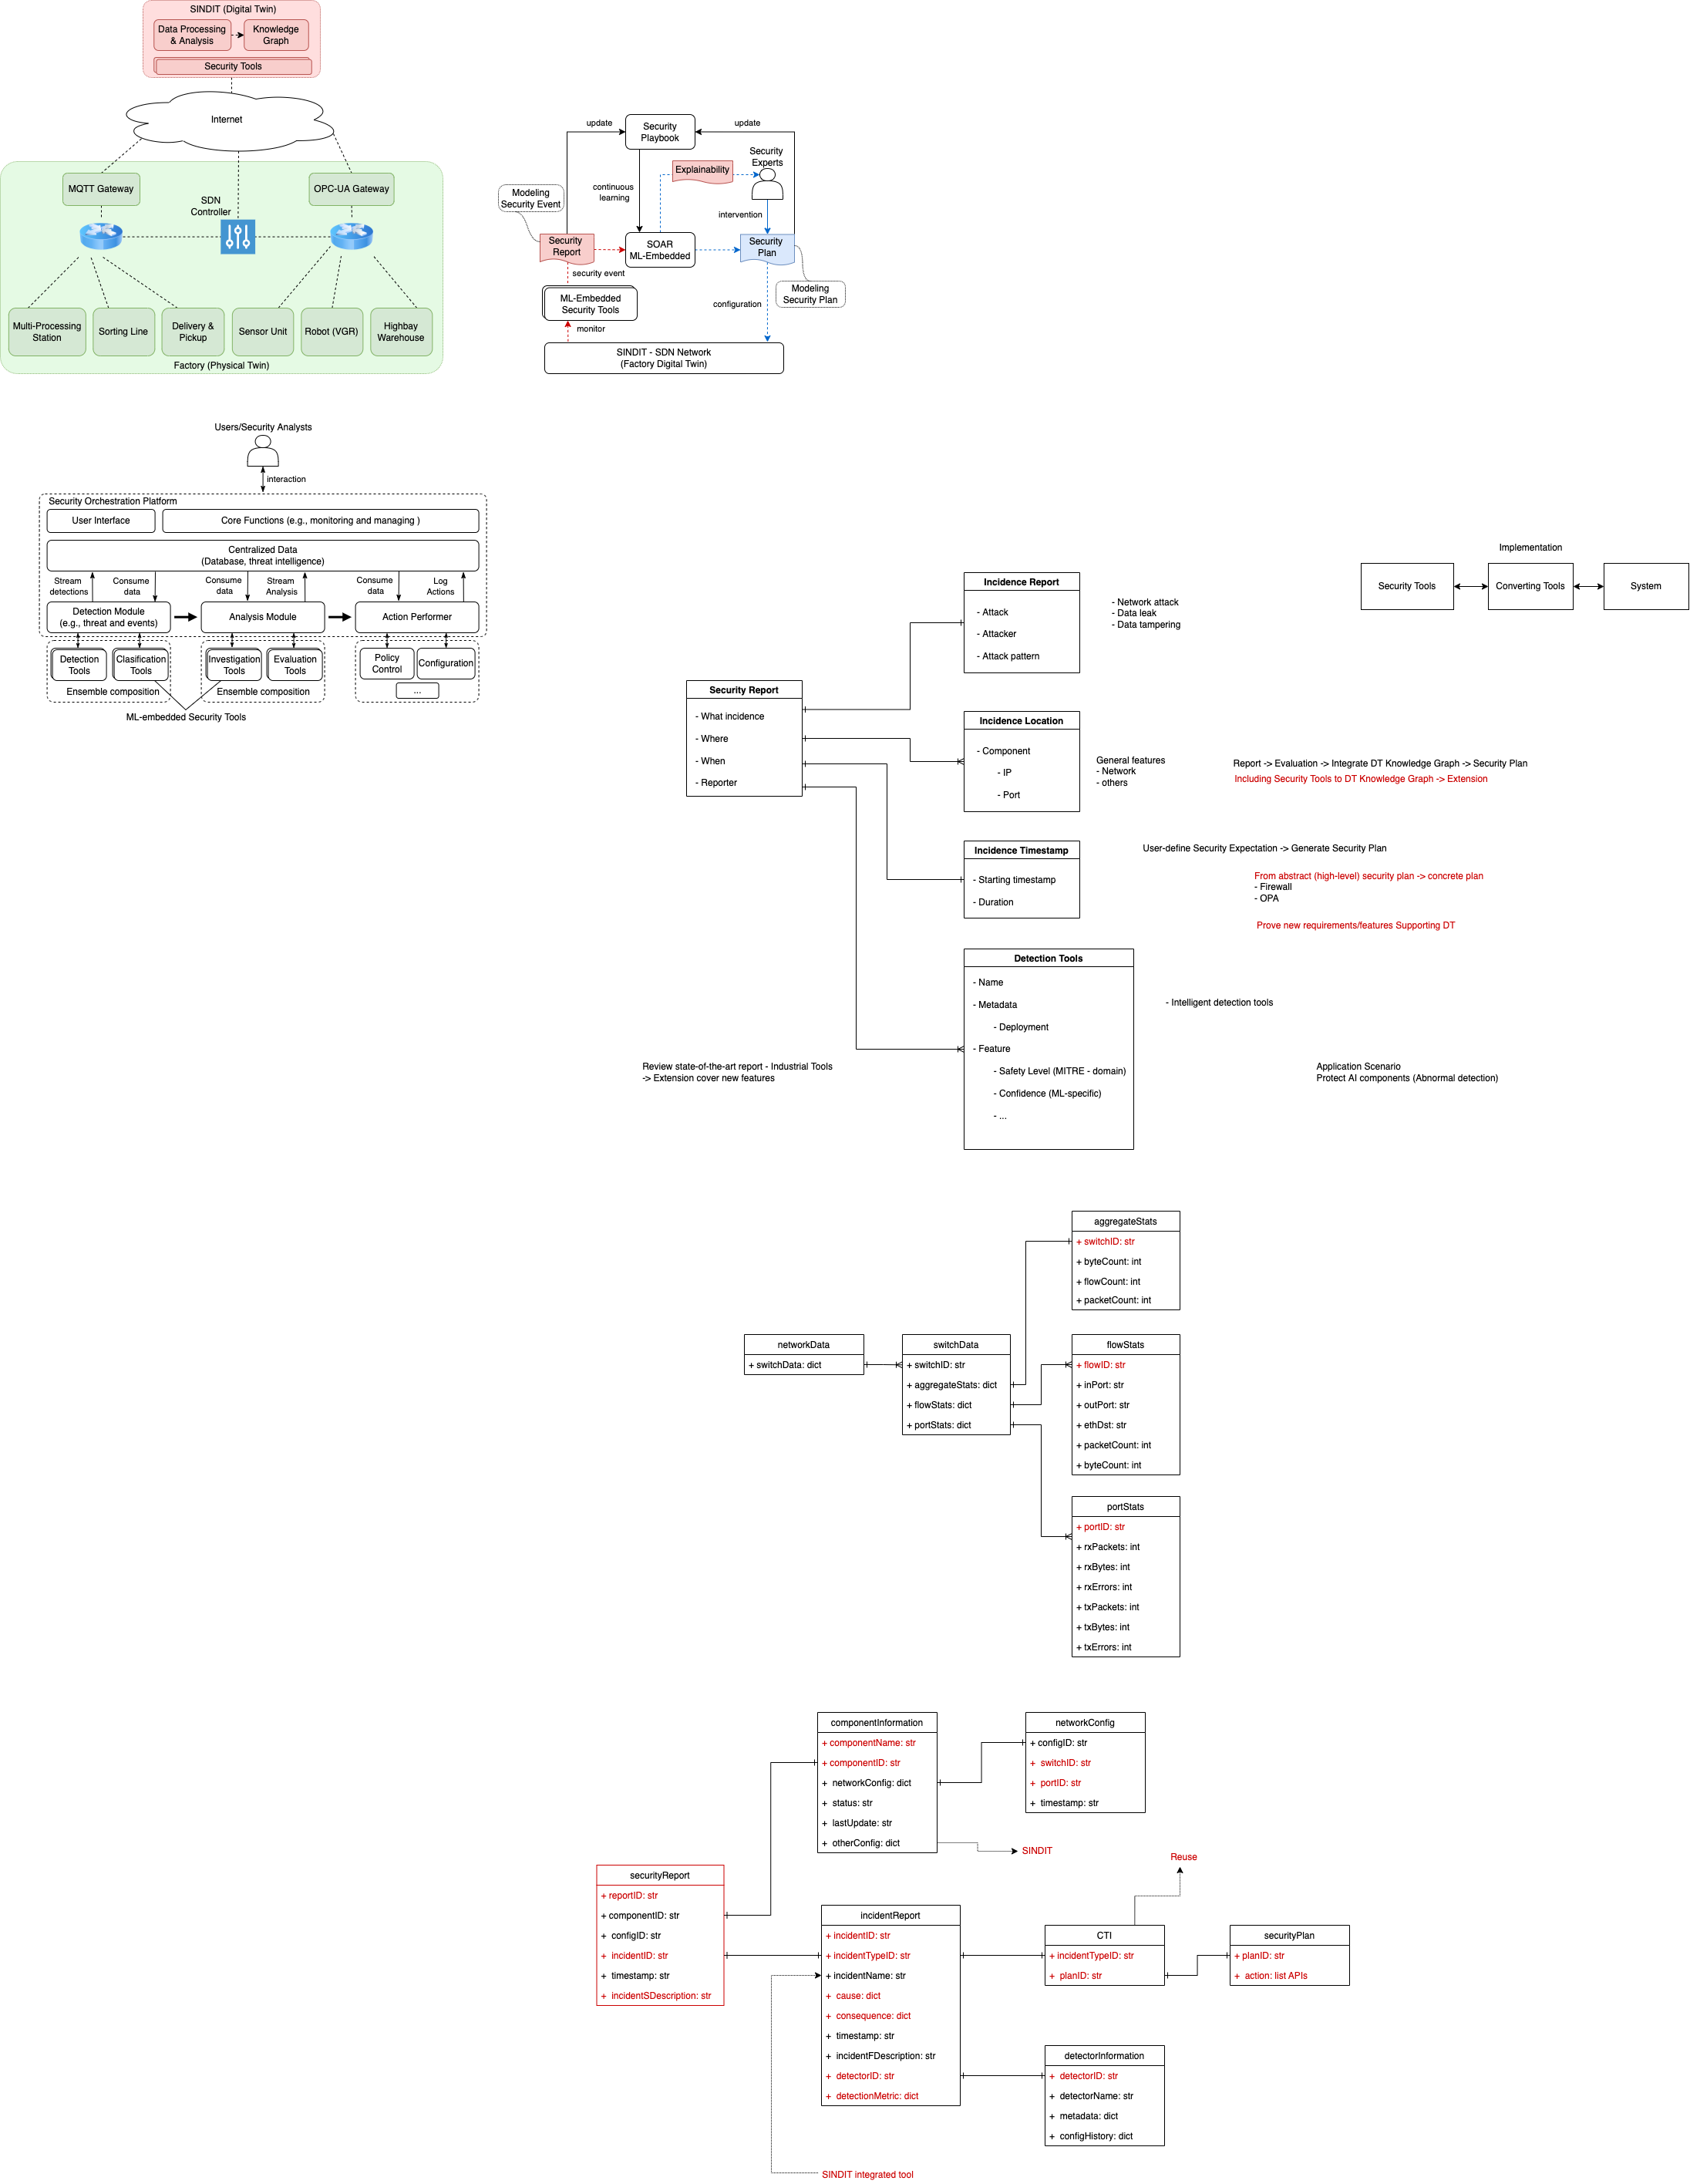 SINDIT (Digital Twin)
Data Processing
& Analysis
Knowledge
Graph
Security Tools
Internet
MQTT Gateway
OPC-UA Gateway
SDN
Controller
Multi-Processing
Station
Sorting Line
Delivery &
Pickup
Sensor Unit
Robot (VGR)
Highbay
Warehouse
Factory (Physical Twin)
update
Security
Playbook
update
Security
Experts
Explainability
Modeling
Security Event
continuous
learning
intervention
Security
Report
SOAR
ML-Embedded
Security
Plan
security event
Modeling
Security Plan
ML-Embedded
Security Tools
configuration
monitor
SINDIT - SDN Network
(Factory Digital Twin)
Users/Security Analysts
interaction
Security Orchestration Platform
User Interface
Core Functions (e.g., monitoring and managing )
Centralized Data
(Database, threat intelligence)
Stream
detections
Consume
data
Consume
data
Stream
Analysis
Consume
data
Log
Actions
Detection Module
(e.g., threat and events)
Analysis Module
Action Performer
Detection
Tools
Clasification
Tools
Investigation
Tools
Evaluation
Tools
Policy
Control
Configuration
Ensemble composition
Ensemble composition
...
ML-embedded Security Tools
Implementation
Security Tools
Converting Tools
System
Incidence Report
- Attack
- Attacker
- Attack pattern
- Network attack
- Data leak
- Data tampering
Security Report
- What incidence
- Where
- When
- Reporter
Incidence Location
- Component
- IP
- Port
General features
- Network
- others
Report -> Evaluation -> Integrate DT Knowledge Graph -> Security Plan
Including Security Tools to DT Knowledge Graph -> Extension
Incidence Timestamp
- Starting timestamp
- Duration
User-define Security Expectation -> Generate Security Plan
From abstract (high-level) security plan -> concrete plan
- Firewall
- OPA
Prove new requirements/features Supporting DT
Detection Tools
- Name
- Metadata
- Deployment
- Feature
- Safety Level (MITRE - domain)
- Confidence (ML-specific)
- ...
- Intelligent detection tools
Review state-of-the-art report - Industrial Tools
-> Extension cover new features
Application Scenario
Protect AI components (Abnormal detection)
aggregateStats
+ switchID: str
+ byteCount: int
+ flowCount: int
+ packetCount: int
networkData
+ switchData: dict
switchData
+ switchID: str
+ aggregateStats: dict
+ flowStats: dict
+ portStats: dict
flowStats
+ flowID: str
+ inPort: str
+ outPort: str
+ ethDst: str
+ packetCount: int
+ byteCount: int
portStats
+ portID: str
+ rxPackets: int
+ rxBytes: int
+ rxErrors: int
+ txPackets: int
+ txBytes: int
+ txErrors: int
componentInformation
+ componentName: str
+ componentID: str
+ networkConfig: dict
+ status: str
+ lastUpdate: str
+ otherConfig: dict
networkConfig
+ configID: str
+ switchID: str
+ portID: str
+ timestamp: str
SINDIT
Reuse
securityReport
+ reportID: str
+ componentID: str
+ configID: str
+ incidentID: str
+ timestamp: str
+ incidentSDescription: str
incidentReport
+ incidentID: str
+ incidentTypeID: str
+ incidentName: str
+ cause: dict
+ consequence: dict
+ timestamp: str
+ incidentFDescription: str
+ detectorID: str
+ detectionMetric: dict
CTI
+ incidentTypeID: str
+ planID: str
securityPlan
+ planID: str
+ action: list APIs
detectorInformation
+ detectorID: str
+ detectorName: str
+ metadata: dict
+ configHistory: dict
SINDIT integrated tool